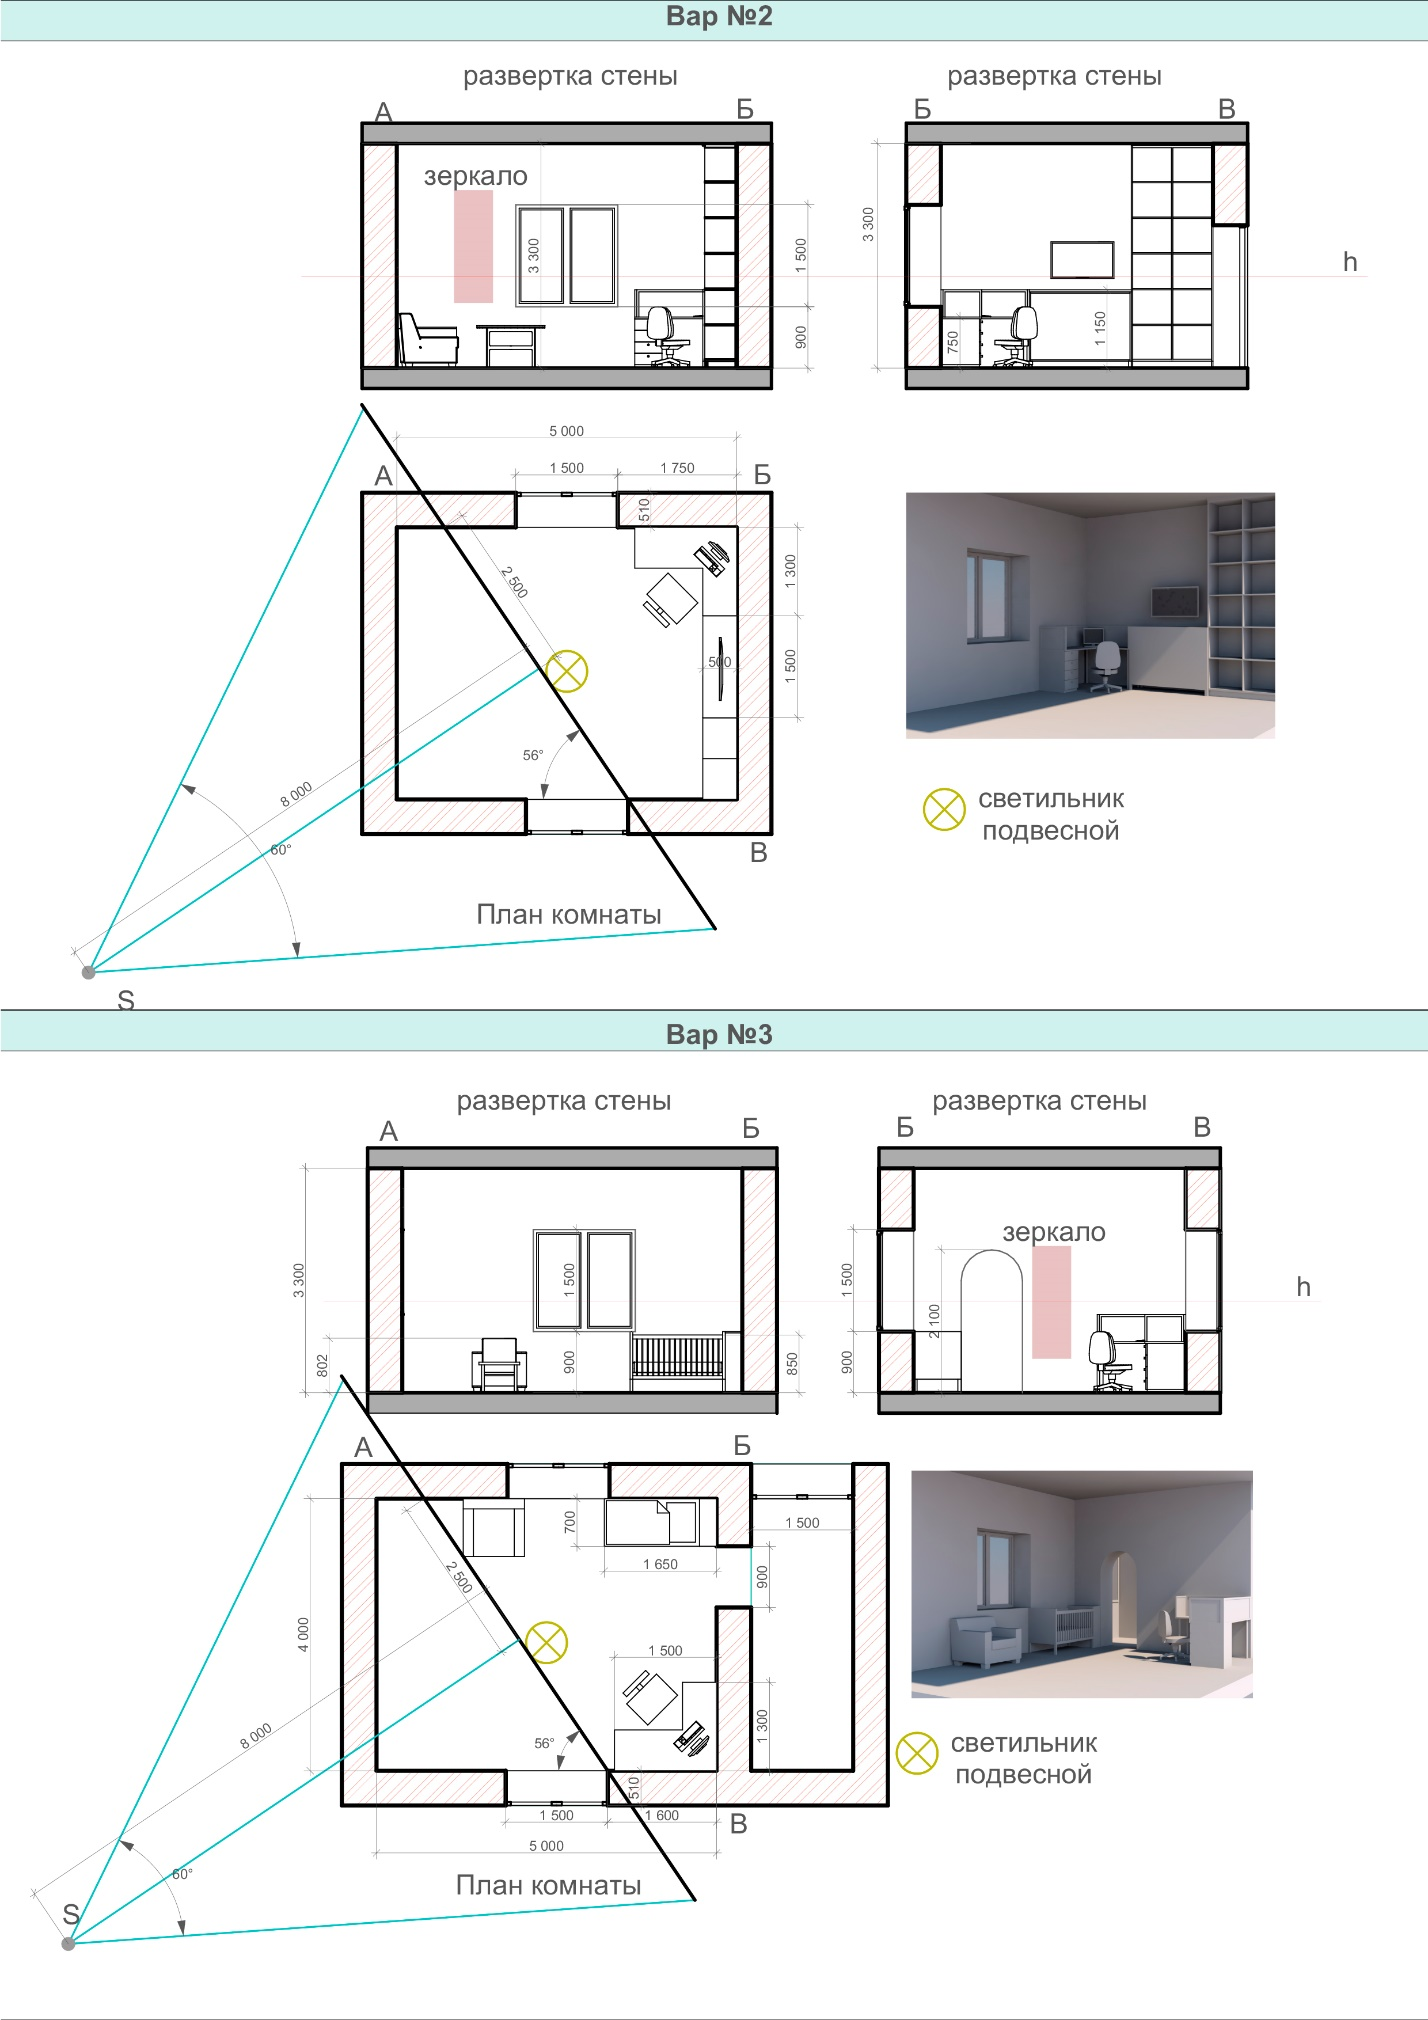 Вар №2
развертка стены
развертка стены
А
Б
Б
В
зеркало
3 300
1 500
900
3 300
750
1 150
h
5 000
1 500
1 750
А
Б
510
2 500
1 300
1 500
500
56°
8 000
60°
светильник
подвесной
В
План комнаты
S
Вар №3
развертка стены
развертка стены
А
Б
Б
В
зеркало
3 300
1 500
900
802
850
1 500
900
2 100
h
А
Б
700
1 650
1 500
900
2 500
4 000
1 500
1 300
56°
8 000
510
1 500
1 600
5 000
60°
светильник
подвесной
В
План комнаты
S